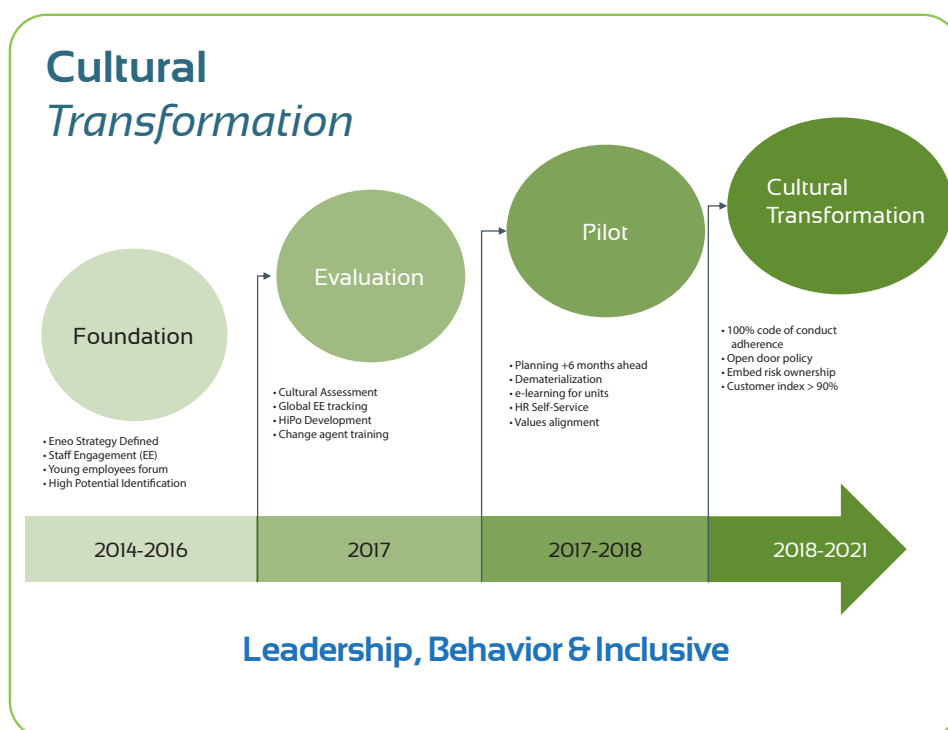 Cultural
Transformation
Foundation
• Eneo Strategy Defined
• Staff Engagement (EE)
• Young employees forum
• High Potential Identification
Evaluation
• Cultural Assessment
• Global EE tracking
• HiPo Development
• Change agent training
Pilot
• Planning +6 months ahead
• Dematerialization
• e-learning for units
• HR Self-Service
• Values alignment
Cultural
Transformation
• 100% code of conduct
adherence
• Open door policy
• Embed risk ownership
• Customer index > 90%
2014-2016
2017
2017-2018
2018-2021
Leadership, Behavior & Inclusive